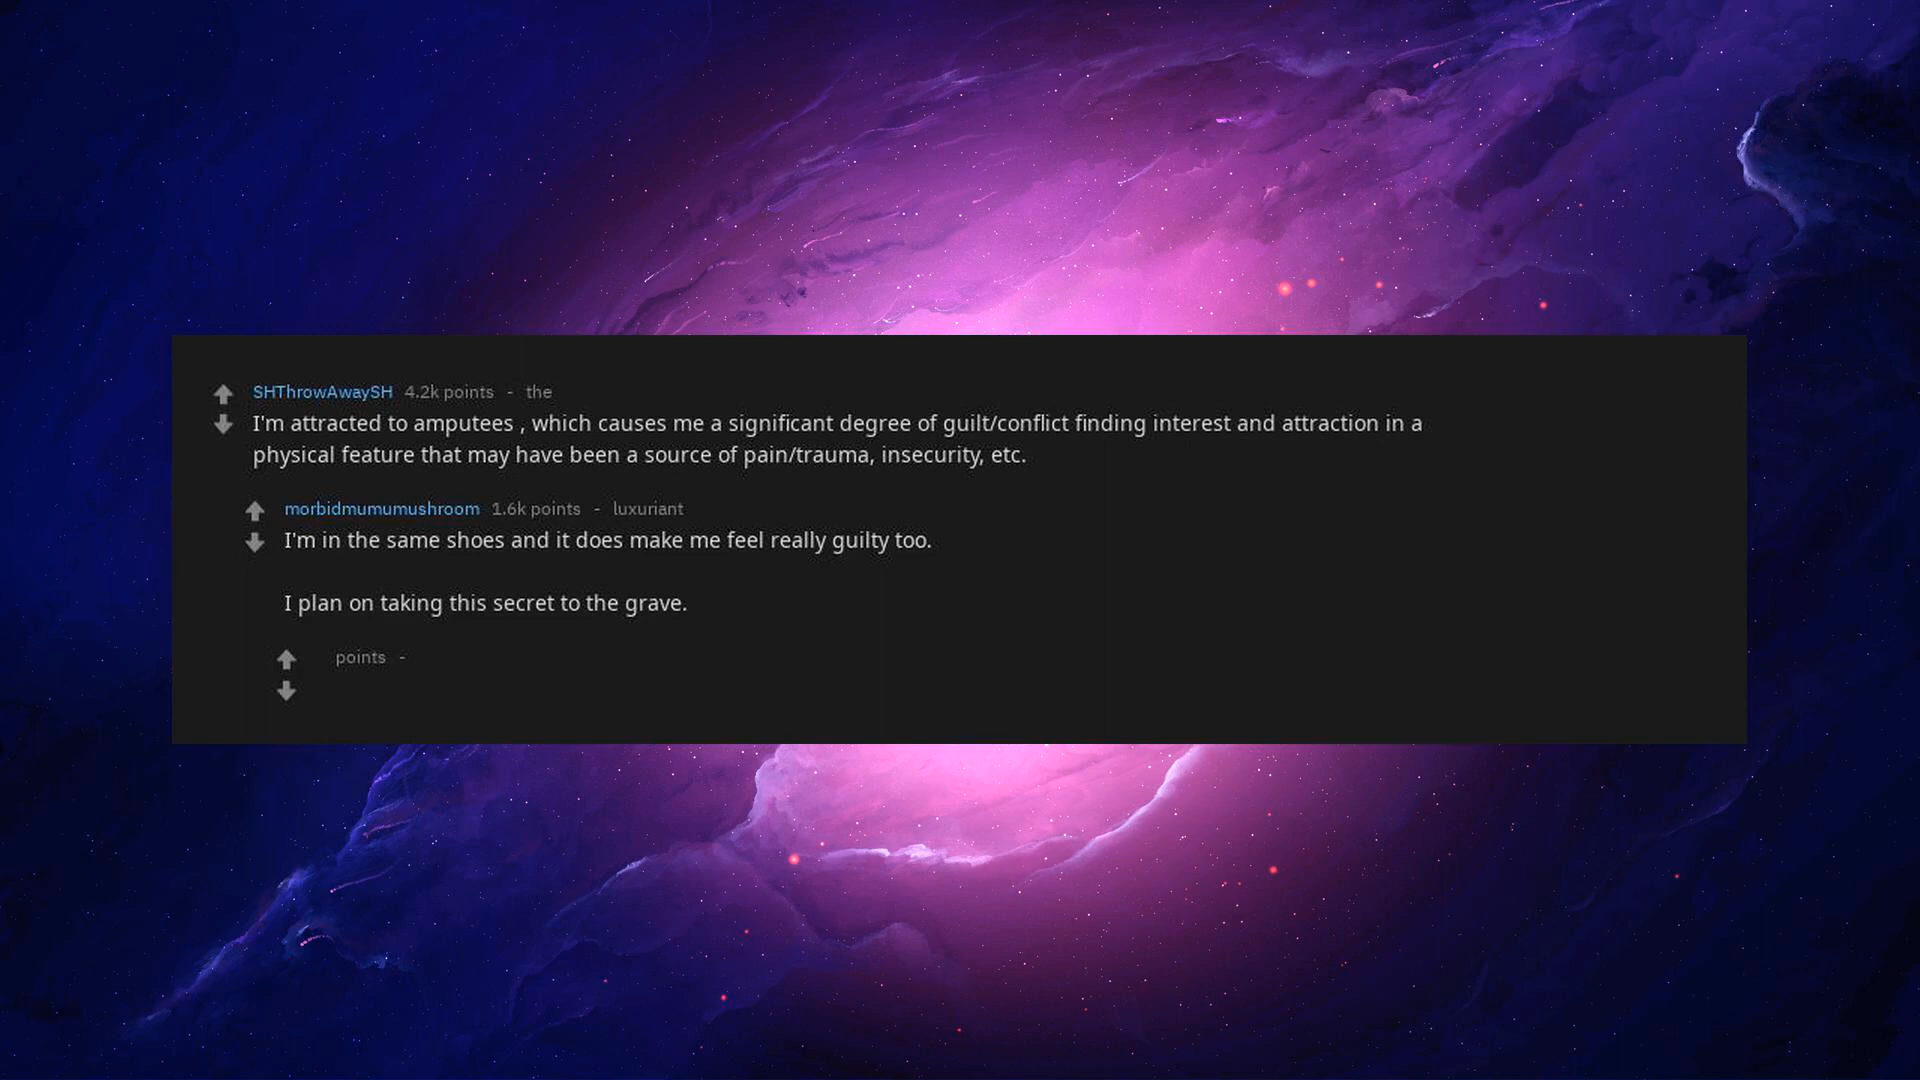 SHThrowAwaySH 4.2k points - the
I'm attracted to amputees , which causes me a significant degree of guilt/conflict finding interest and attraction in a
physical feature that may have been a source of pain/trauma, insecurity, etc.
morbidmumumushroom 1.6k points - luxuriant
I'm in the same shoes and it does make me feel really guilty too.
I plan on taking this secret to the grave.
points -